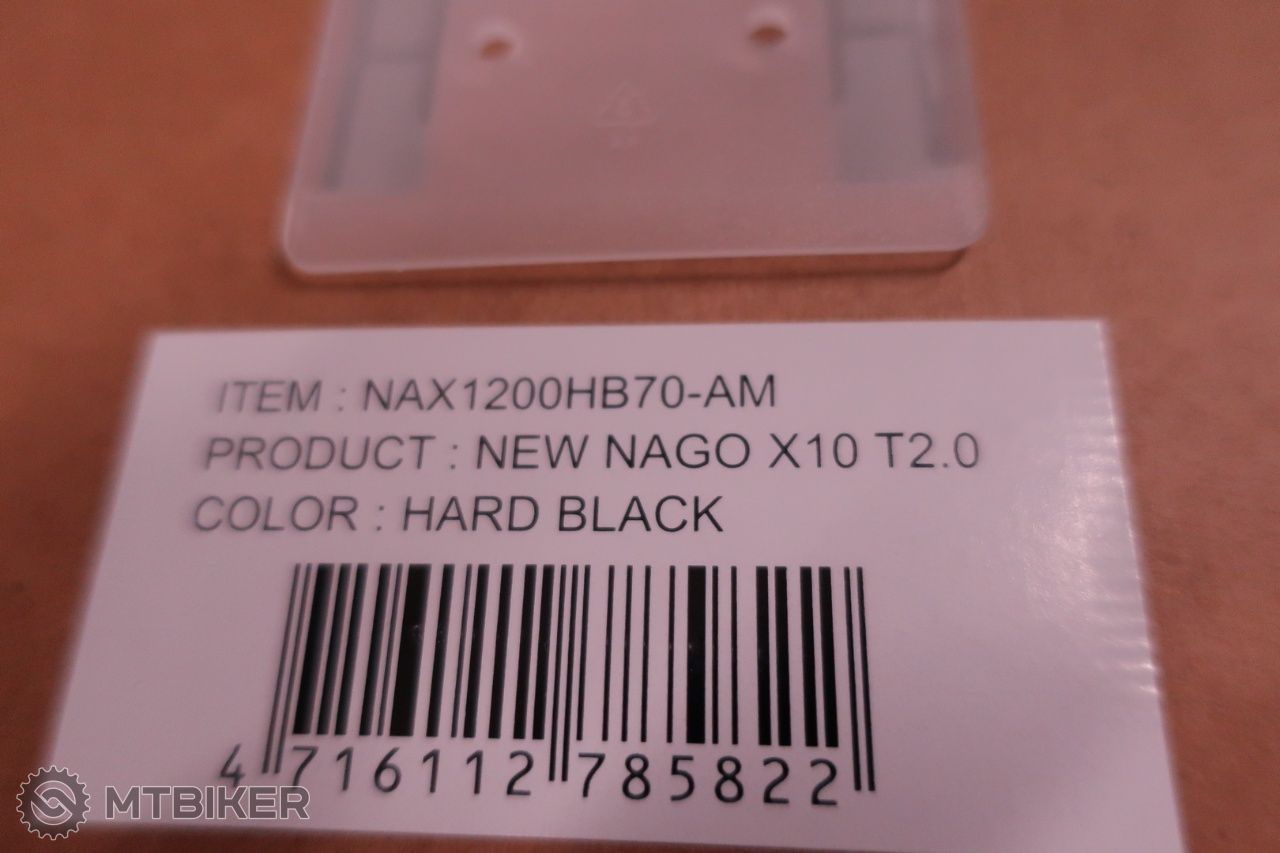 ITEM : NAX1200HB70-AM
PRODUCT : NEW NAGO X10 T2.0
COLOR : HARD BLACK
4 716112 785822
MTBIKER